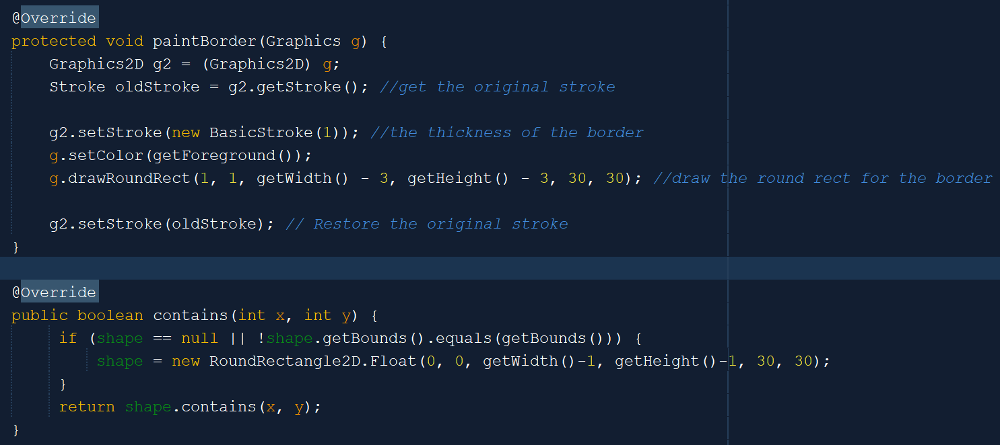 @Override
protected void paintBorder(Graphics g) {
    Graphics2D g2 = (Graphics2D) g;
    Stroke oldStroke = g2.getStroke(); //get the original stroke
    g2.setStroke(new BasicStroke(1)); //the thickness of the border
    g.setColor(getForeground());
    g.drawRoundRect(1, 1, getWidth() - 3, getHeight() - 3, 30, 30); //draw the round rect for the border
    g2.setStroke(oldStroke); // Restore the original stroke
}
@Override
public boolean contains(int x, int y) {
     if (shape == null || !shape.getBounds().equals(getBounds())) {
         shape = new RoundRectangle2D.Float(0, 0, getWidth()-1, getHeight()-1, 30, 30);
     }
     return shape.contains(x, y);
}